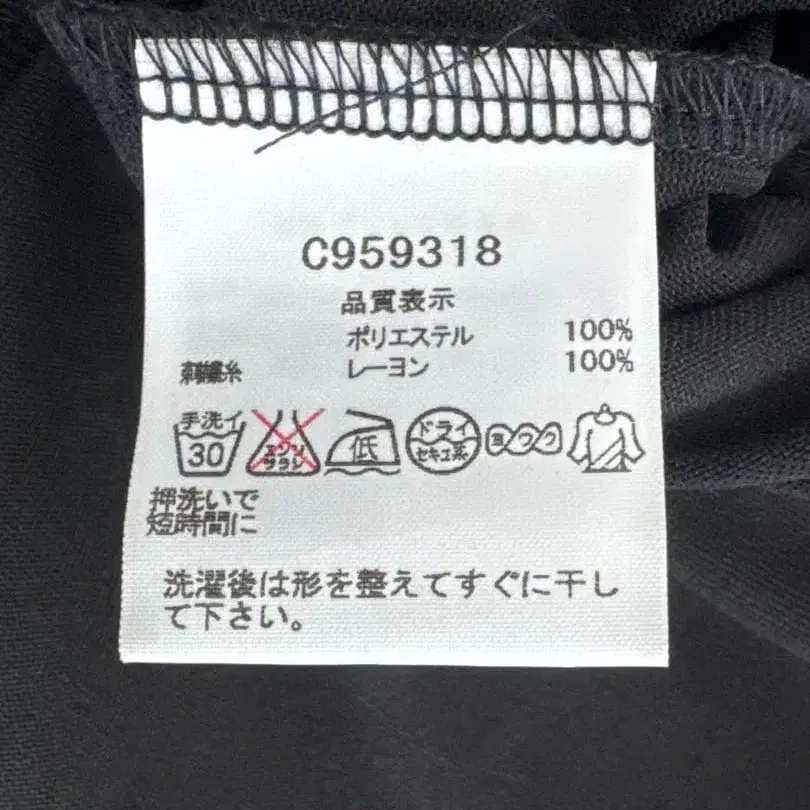 C959318
品質表示
ポリエステル 100%
刺繍糸 レーヨン 100%
手洗イ 30 エンソサラシ 低 ドライ セキユ系 ヨワク
押洗いで
短時間に
洗濯後は形を整えてすぐに干し
て下さい。